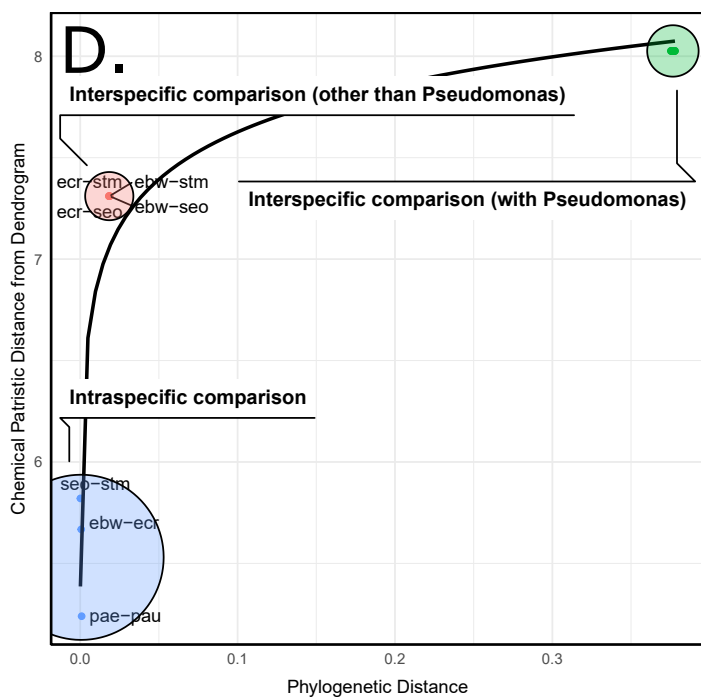 D.
8
Interspecific comparison (other than Pseudomonas)
ecr−stm ebw−stm
ecr−seo ebw−seo
Interspecific comparison (with Pseudomonas)
7
Chemical Patristic Distance from Dendrogram
Intraspecific comparison
6
seo−stm
ebw−ecr
pae−pau
0.0 0.1 0.2 0.3
Phylogenetic Distance